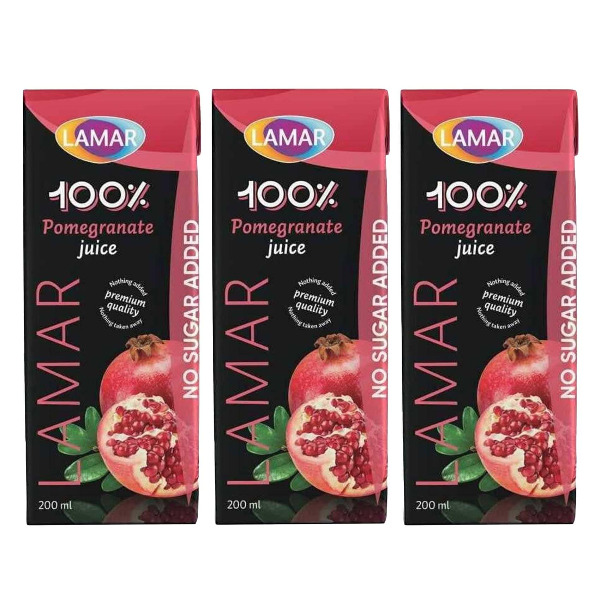 LAMAR
100%
Pomegranate
juice
Nothing added
premium
quality
Nothing taken away
LAMAR
NO SUGAR ADDED
200 ml
LAMAR
100%
Pomegranate
juice
Nothing added
premium
quality
Nothing taken away
LAMAR
NO SUGAR ADDED
200 ml
LAMAR
100%
Pomegranate
juice
Nothing added
premium
quality
Nothing taken away
LAMAR
NO SUGAR ADDED
200 ml